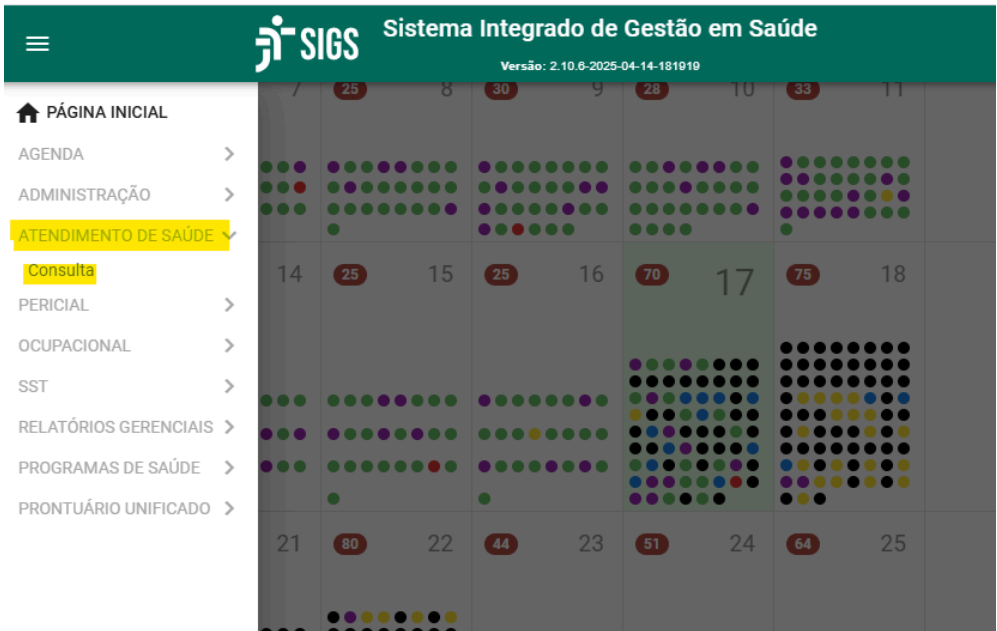 SIGS
Sistema Integrado de Gestão em Saúde
Versão: 2.10.6-2025-04-14-181919
PÁGINA INICIAL
AGENDA
ADMINISTRAÇÃO
ATENDIMENTO DE SAÚDE
Consulta
PERICIAL
OCUPACIONAL
SST
RELATÓRIOS GERENCIAIS
PROGRAMAS DE SAÚDE
PRONTUÁRIO UNIFICADO
7 25 8 30 9 28 10 33 11
14 25 15 25 16 70 17 75 18
21 80 22 44 23 51 24 64 25